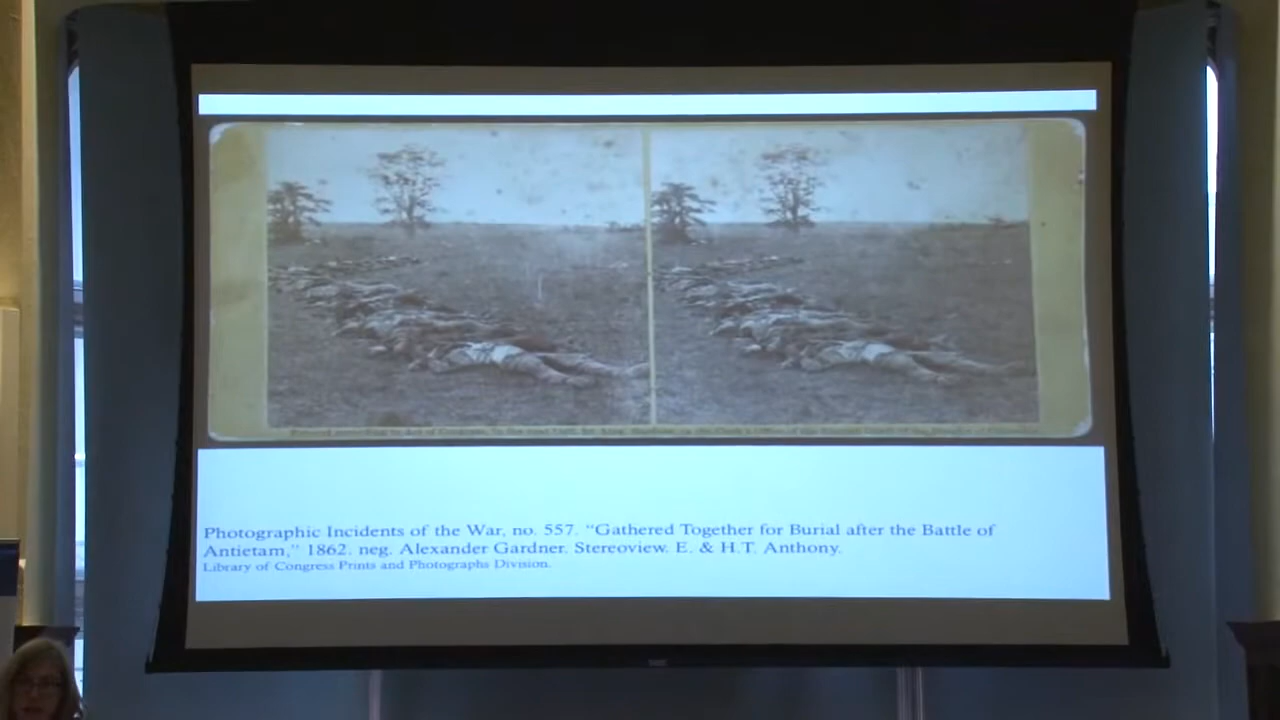 Photographic Incidents of the War, no. 557. “Gathered Together for Burial after the Battle of
Antietam,” 1862. neg. Alexander Gardner. Stereoview. E. & H.T. Anthony.
Library of Congress Prints and Photographs Division.